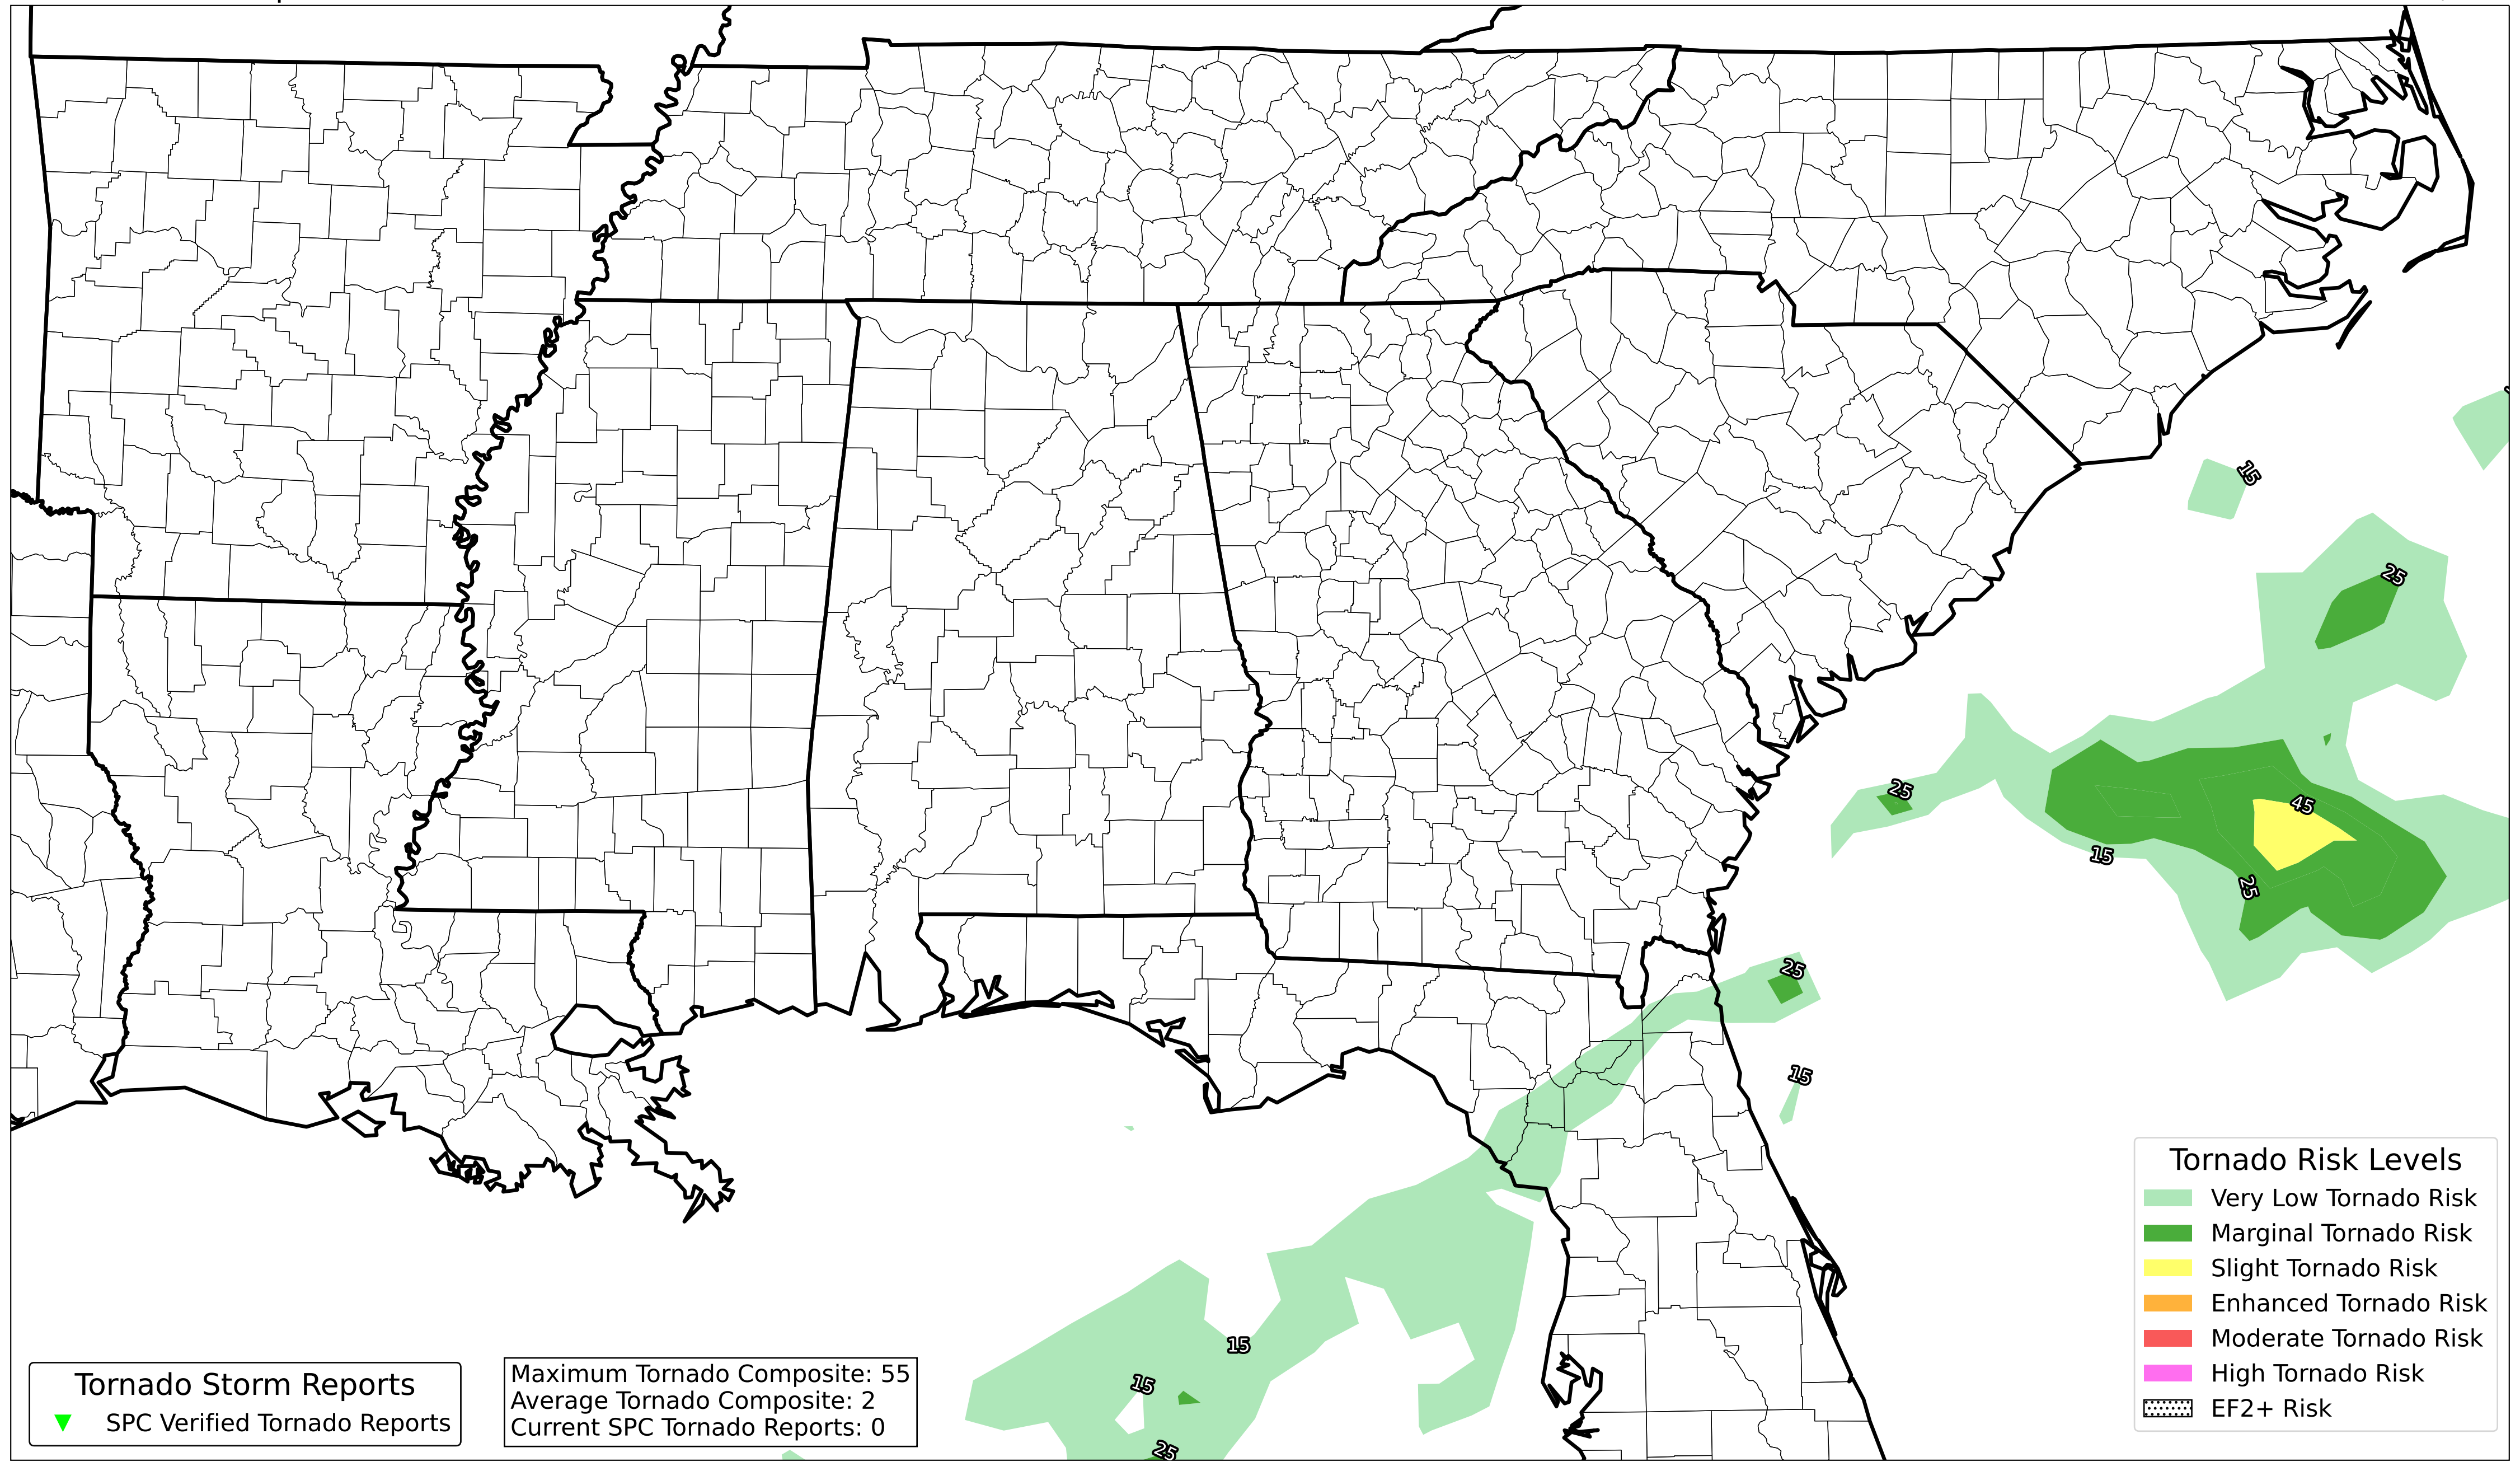 15
25
25
45
15
25
25
15
15
15
25
Tornado Risk Levels
Very Low Tornado Risk
Marginal Tornado Risk
Slight Tornado Risk
Enhanced Tornado Risk
Moderate Tornado Risk
High Tornado Risk
EF2+ Risk
Tornado Storm Reports
SPC Verified Tornado Reports
Maximum Tornado Composite: 55
Average Tornado Composite: 2
Current SPC Tornado Reports: 0